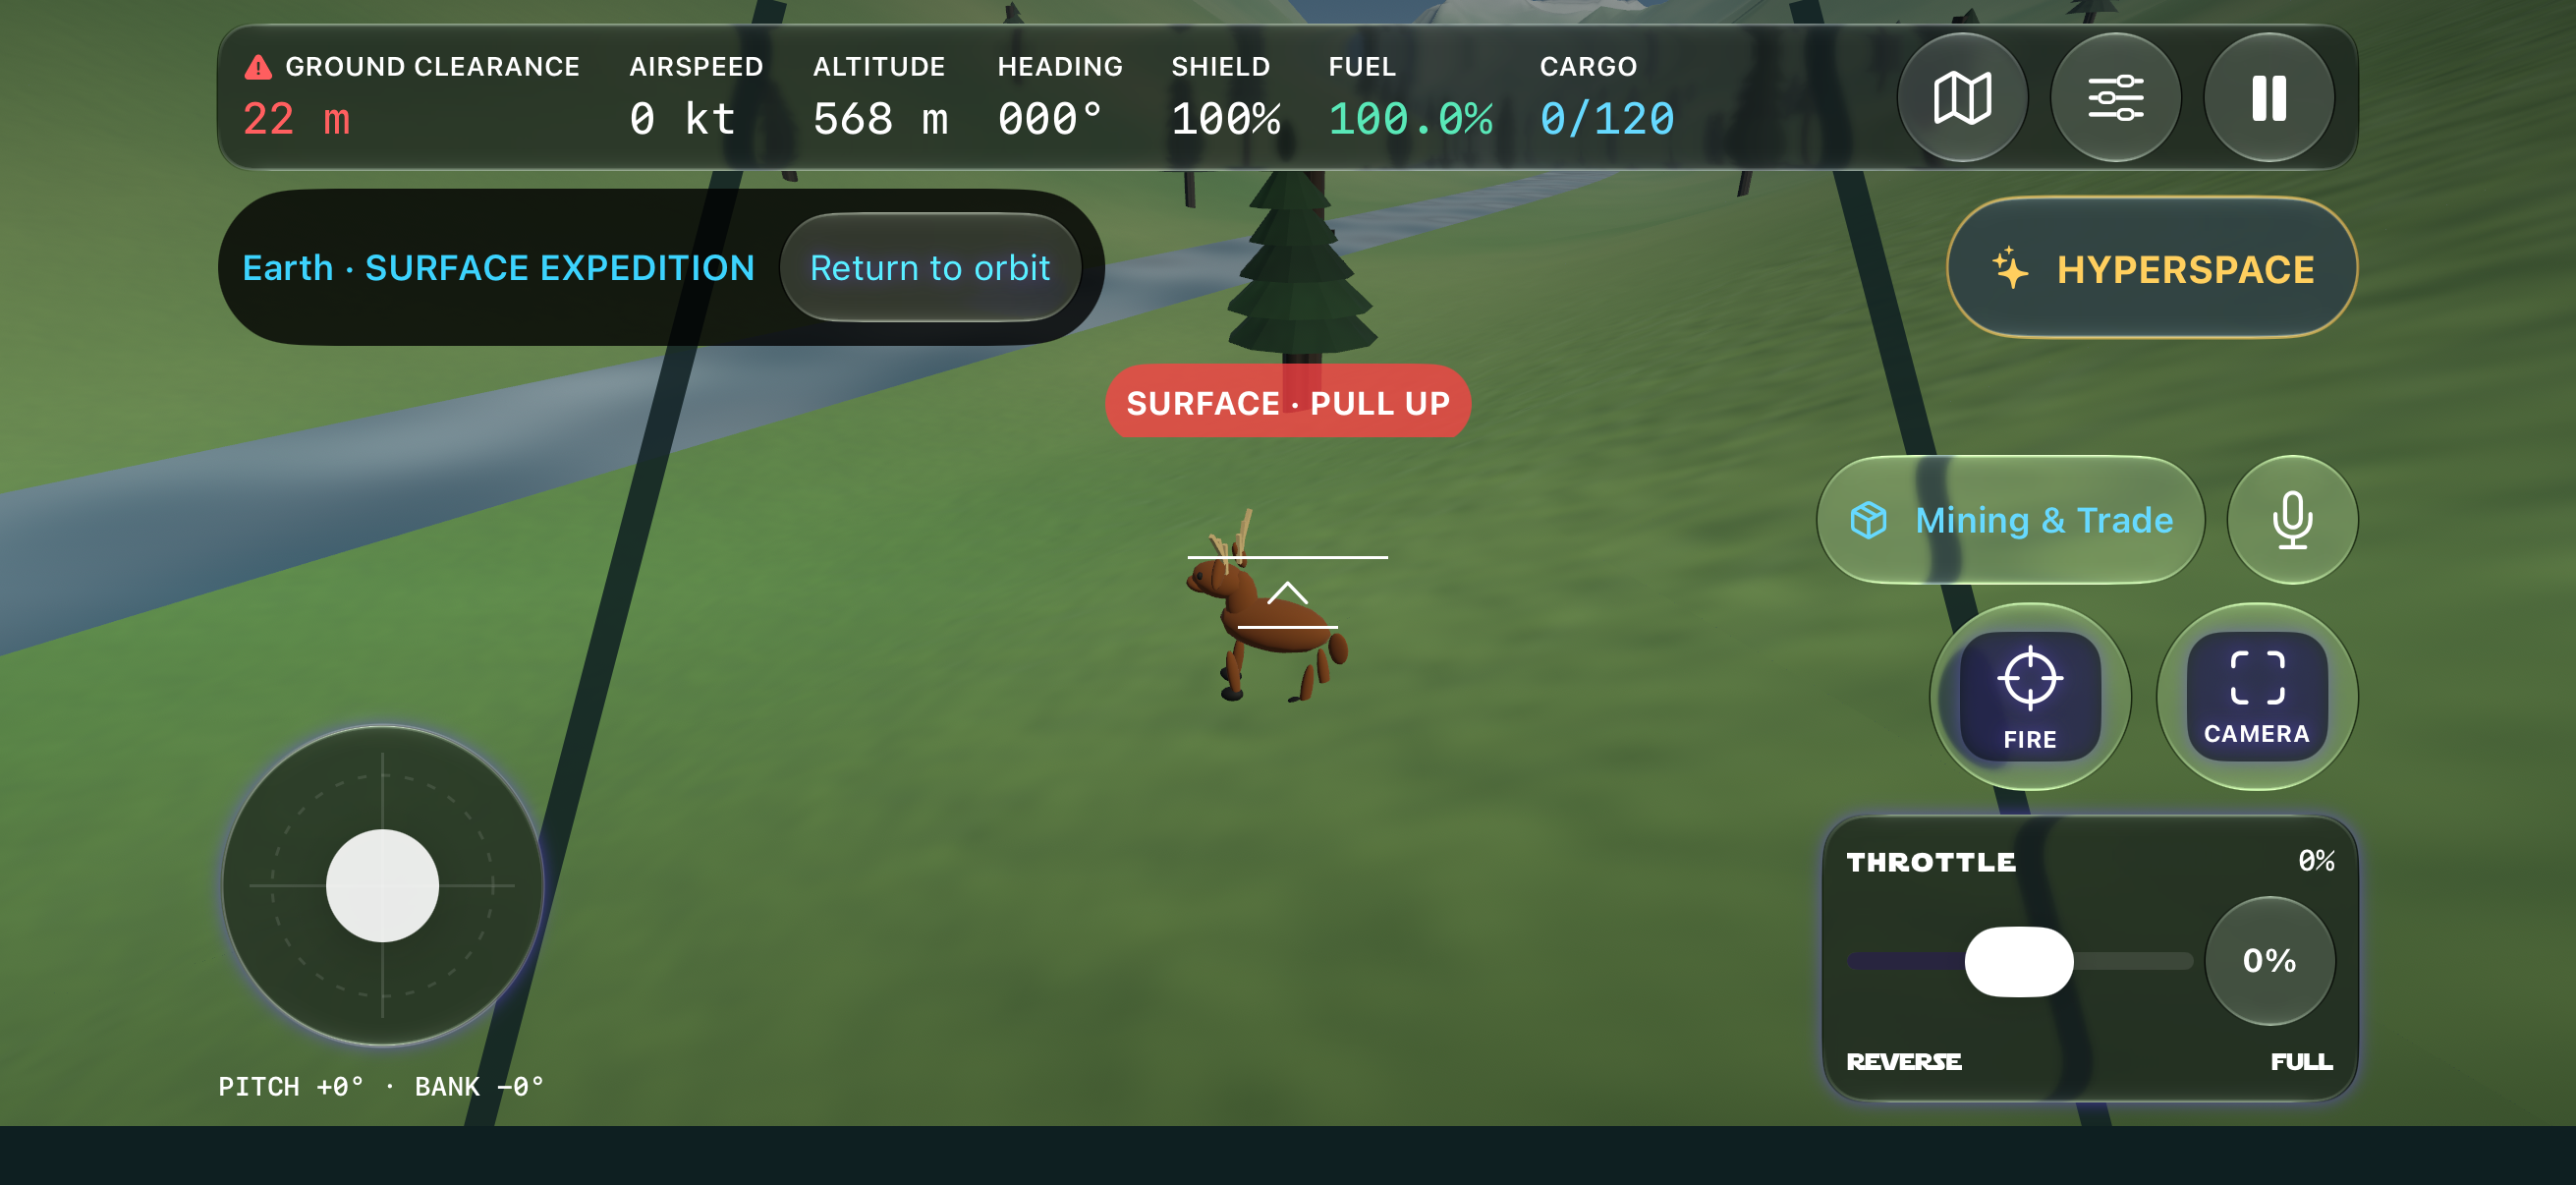 GROUND CLEARANCE AIRSPEED ALTITUDE HEADING SHIELD FUEL CARGO
22 m 0 kt 568 m 000° 100% 100.0% 0/120
Earth · SURFACE EXPEDITION Return to orbit
HYPERSPACE
SURFACE · PULL UP
Mining & Trade
FIRE
CAMERA
THROTTLE 0%
0%
REVERSE FULL
PITCH +0° · BANK −0°